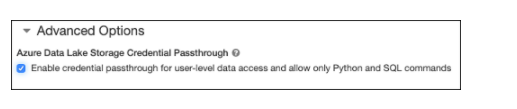 Advanced Options
Azure Data Lake Storage Credential Passthrough
Enable credential passthrough for user-level data access and allow only Python and SQL commands